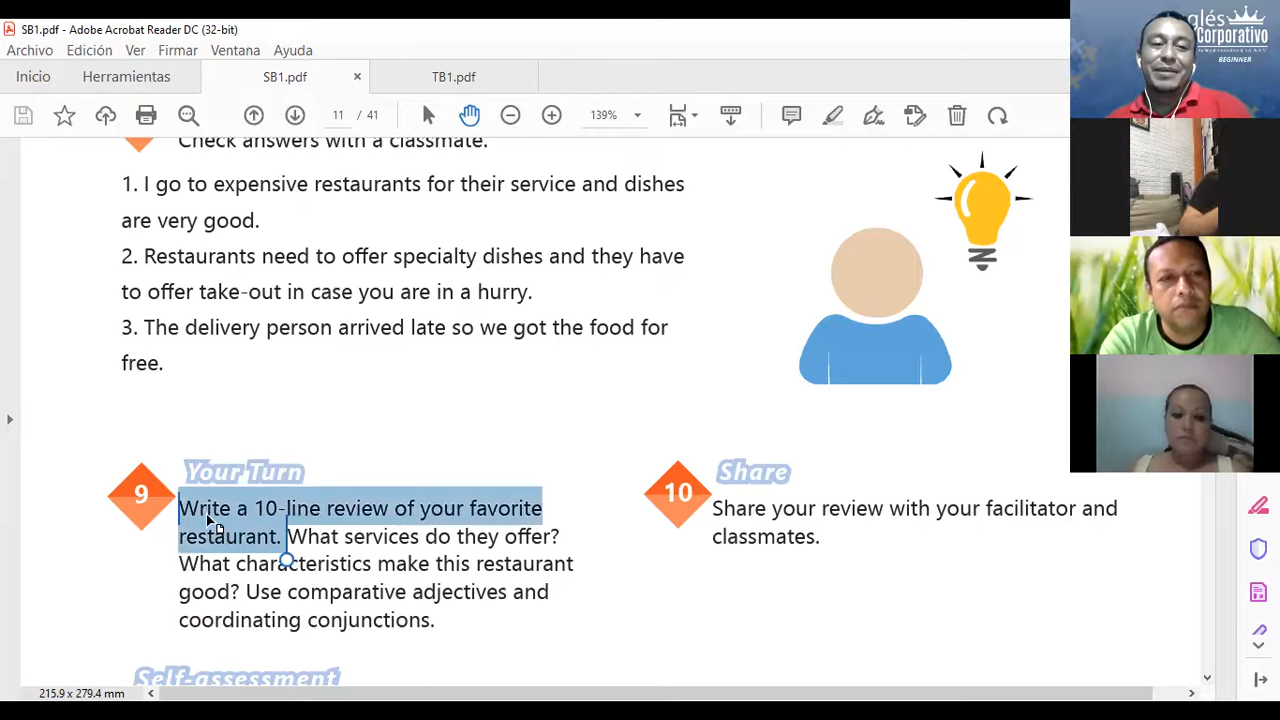 SB1.pdf - Adobe Acrobat Reader DC (32-bit)
Archivo Edición Ver Firmar Ventana Ayuda
Inicio Herramientas SB1.pdf × TB1.pdf
11 / 41 139%
Check answers with a classmate.
1. I go to expensive restaurants for their service and dishes
are very good.
2. Restaurants need to offer specialty dishes and they have
to offer take-out in case you are in a hurry.
3. The delivery person arrived late so we got the food for
free.
9
Your Turn
Write a 10-line review of your favorite
restaurant. What services do they offer?
What characteristics make this restaurant
good? Use comparative adjectives and
coordinating conjunctions.
10
Share
Share your review with your facilitator and
classmates.
Self-assessment
215.9 x 279.4 mm
Corporativo
BEGINNER